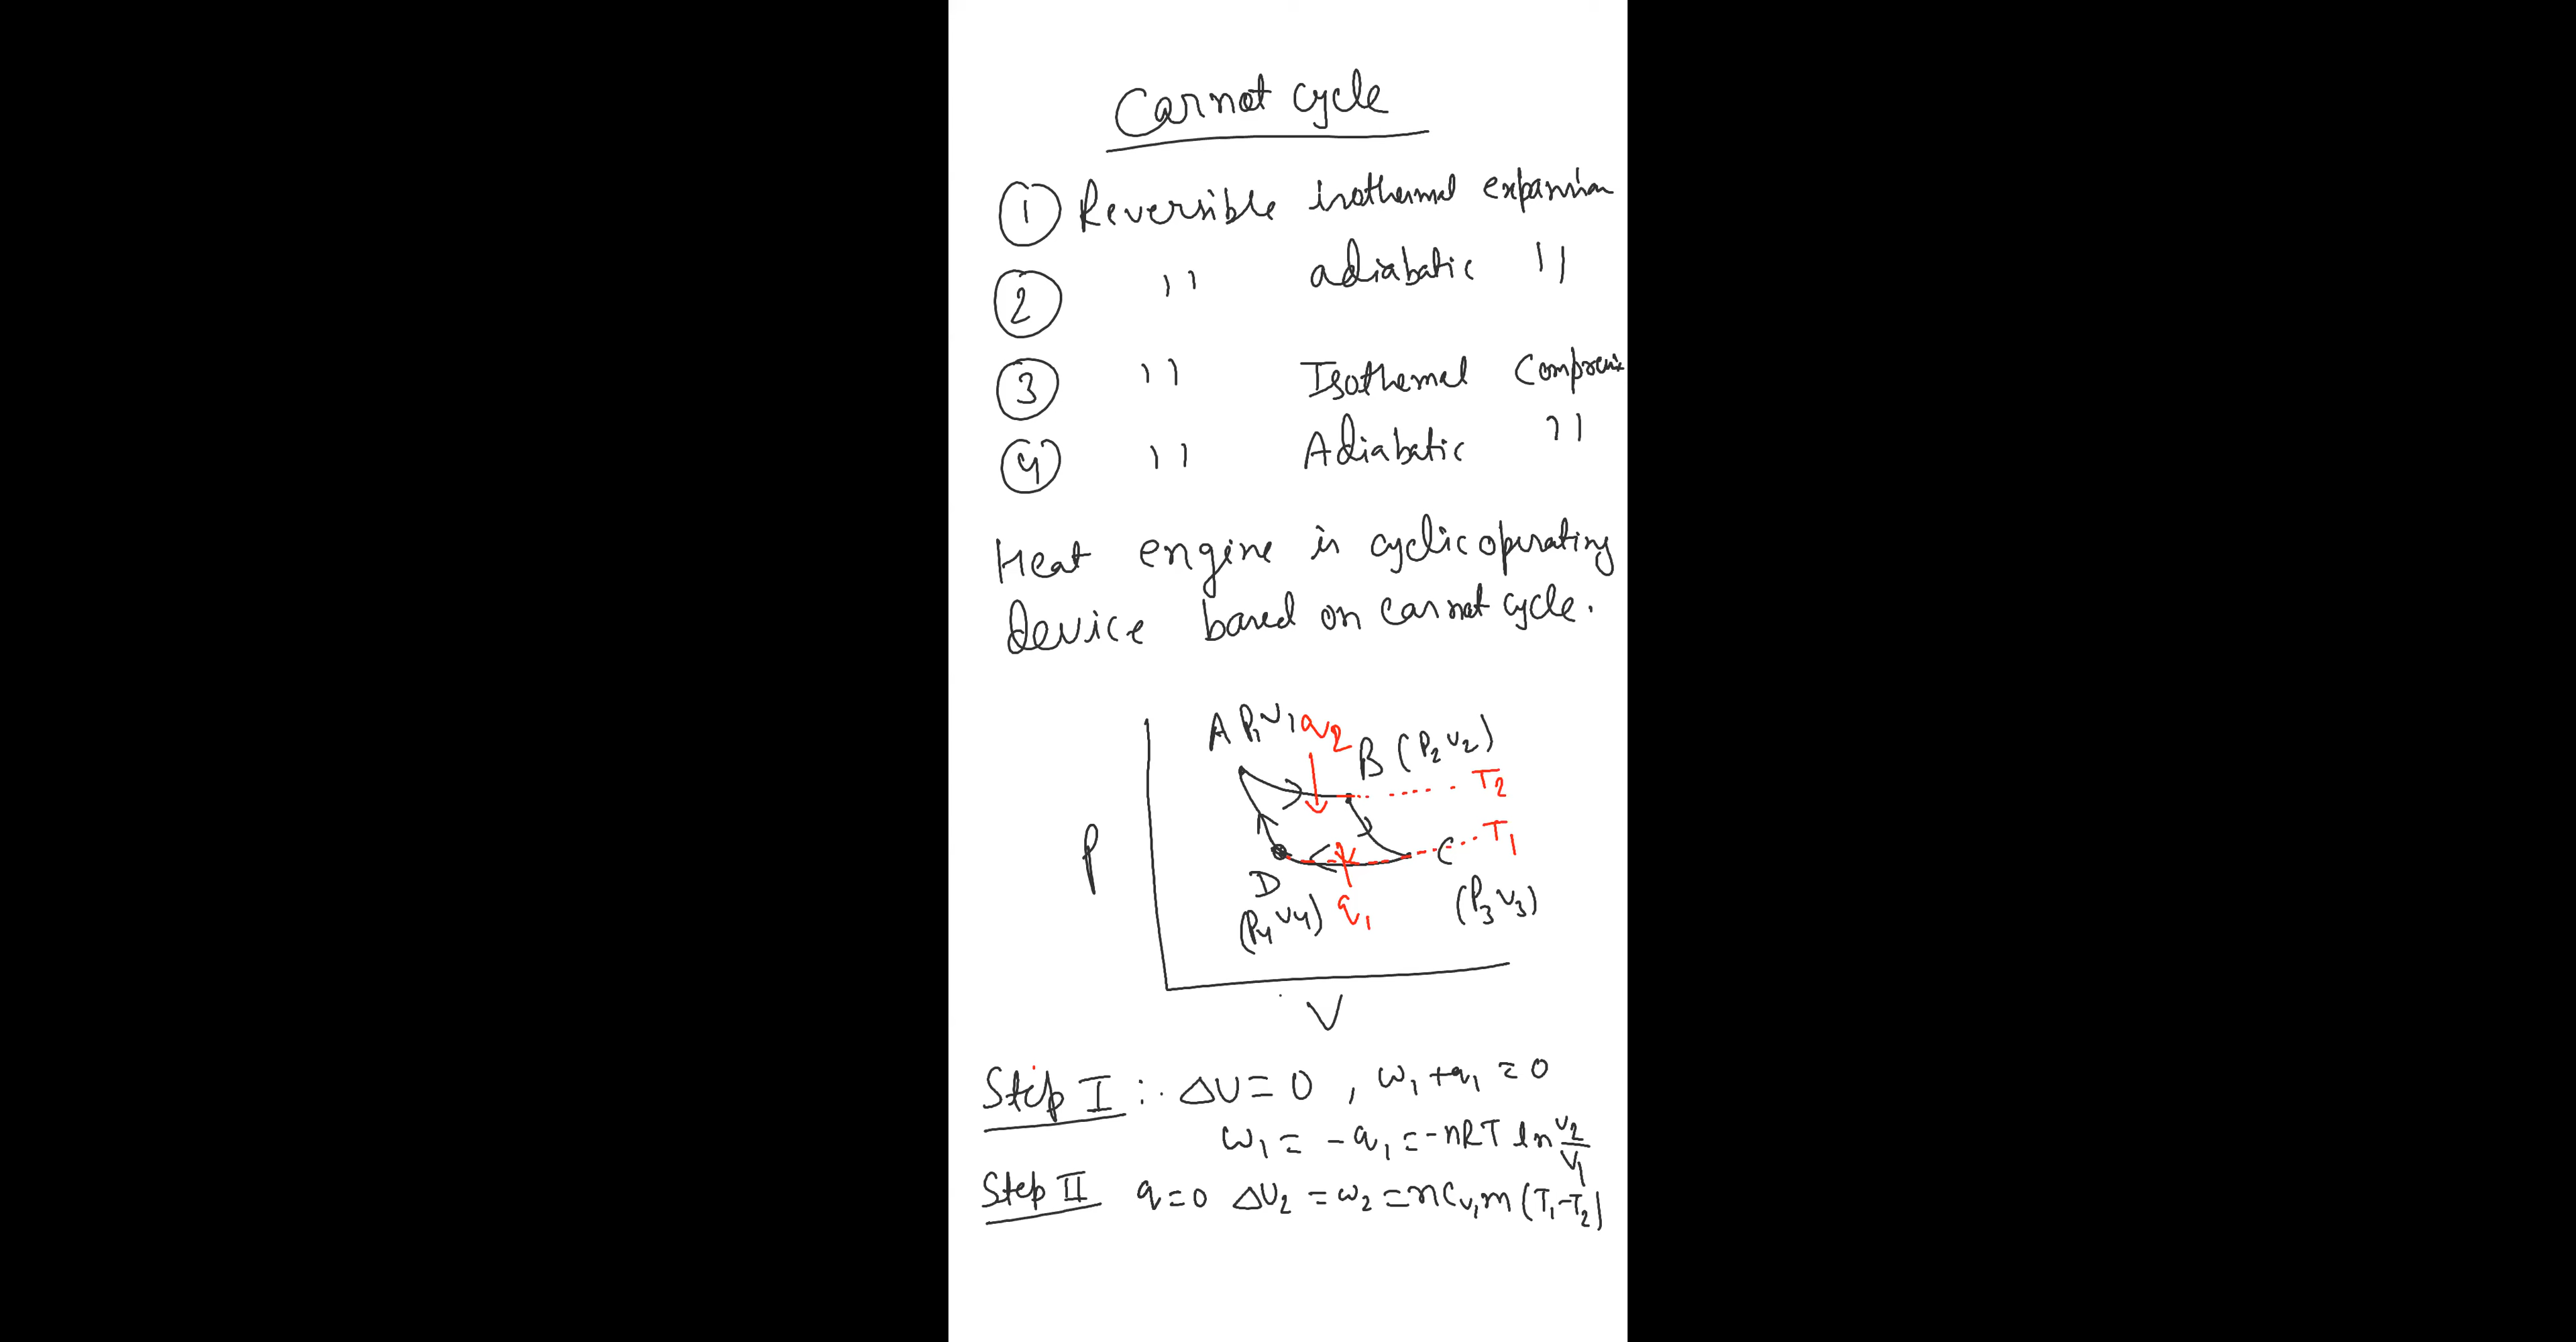 Carnot cycle
① Reversible isothermal expansion
② '' adiabatic ''
③ '' Isothemal
④ '' Adiabatic ''
Heat engine is cyclic operating
device based on carnot cycle.
A P₁V₁ q₂
B (P₂V₂)
T₂
T₁
P
C
D
(P₃V₃)
(P₄V₄) q₁
V
Step I :. ΔU = 0 , w₁ + q₁ = 0
w₁ = -q₁ = -nRT ln V₂/V₁
Step II q = 0 ΔU₂ = w₂ = nCv,m (T₁-T₂)